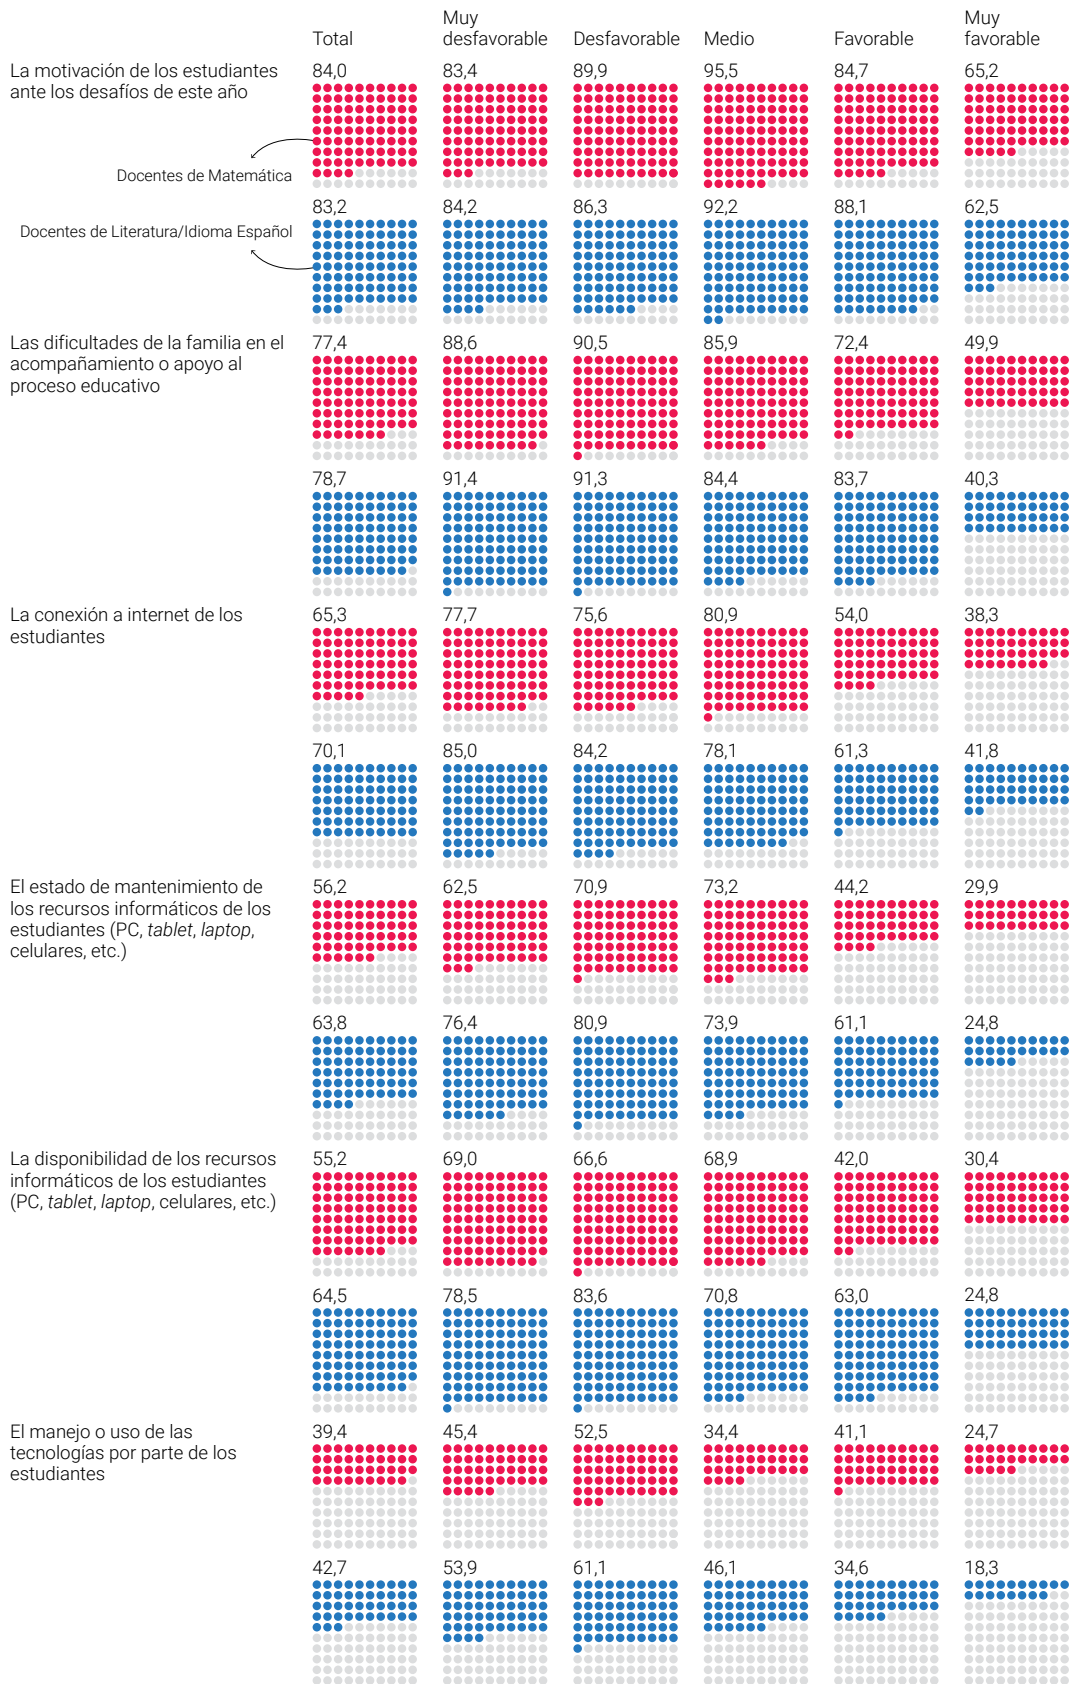 Total
Muy
desfavorable
Desfavorable
Medio
Favorable
Muy
favorable
La motivación de los estudiantes
ante los desafíos de este año
84,0 83,4 89,9 95,5 84,7 65,2
Docentes de Matemática
83,2 84,2 86,3 92,2 88,1 62,5
Docentes de Literatura/Idioma Español
Las dificultades de la familia en el
acompañamiento o apoyo al
proceso educativo
77,4 88,6 90,5 85,9 72,4 49,9
78,7 91,4 91,3 84,4 83,7 40,3
La conexión a internet de los
estudiantes
65,3 77,7 75,6 80,9 54,0 38,3
70,1 85,0 84,2 78,1 61,3 41,8
El estado de mantenimiento de
los recursos informáticos de los
estudiantes (PC, tablet, laptop,
celulares, etc.)
56,2 62,5 70,9 73,2 44,2 29,9
63,8 76,4 80,9 73,9 61,1 24,8
La disponibilidad de los recursos
informáticos de los estudiantes
(PC, tablet, laptop, celulares, etc.)
55,2 69,0 66,6 68,9 42,0 30,4
64,5 78,5 83,6 70,8 63,0 24,8
El manejo o uso de las
tecnologías por parte de los
estudiantes
39,4 45,4 52,5 34,4 41,1 24,7
42,7 53,9 61,1 46,1 34,6 18,3